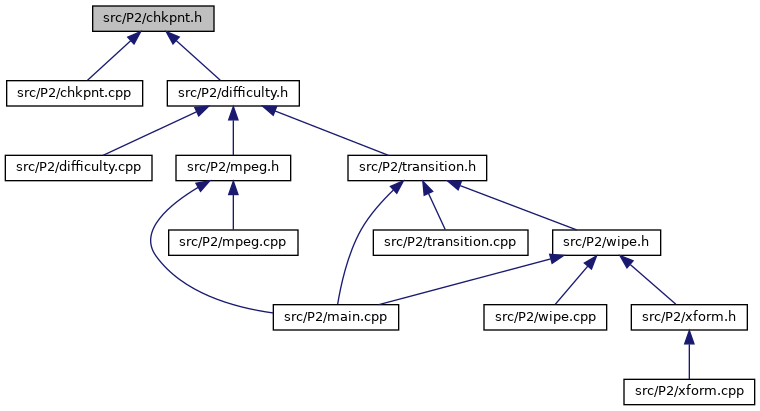 src/P2/chkpnt.h
src/P2/chkpnt.cpp
src/P2/difficulty.h
src/P2/difficulty.cpp
src/P2/mpeg.h
src/P2/transition.h
src/P2/mpeg.cpp
src/P2/transition.cpp
src/P2/wipe.h
src/P2/main.cpp
src/P2/wipe.cpp
src/P2/xform.h
src/P2/xform.cpp